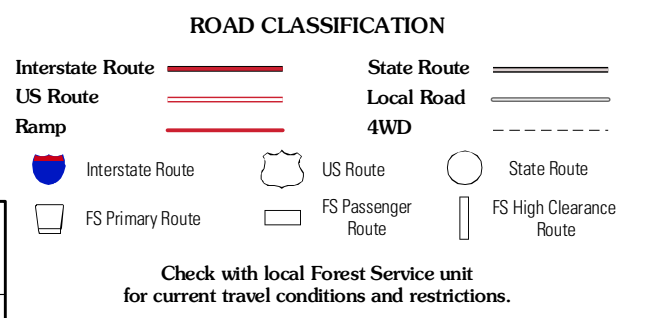 ROAD CLASSIFICATION
Interstate Route
State Route
US Route
Local Road
Ramp
4WD
Interstate Route
US Route
State Route
FS Primary Route
FS Passenger
Route
FS High Clearance
Route
Check with local Forest Service unit
for current travel conditions and restrictions.